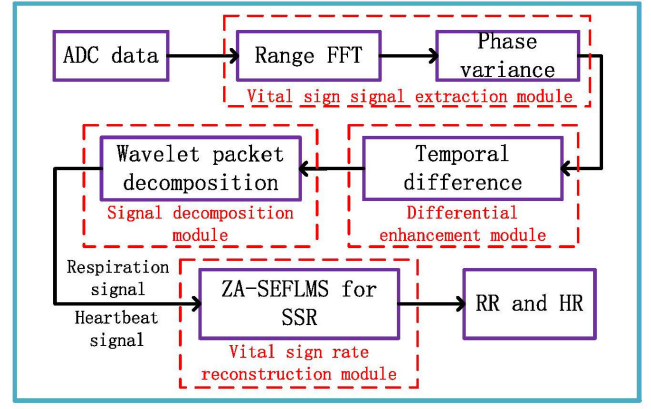 ADC data
Range FFT
Phase
variance
Vital sign signal extraction module
Wavelet packet
decomposition
Signal decomposition
module
Temporal
difference
Differential
enhancement module
Respiration
signal
Heartbeat
signal
ZA-SEFLMS for
SSR
Vital sign rate
reconstruction module
RR and HR